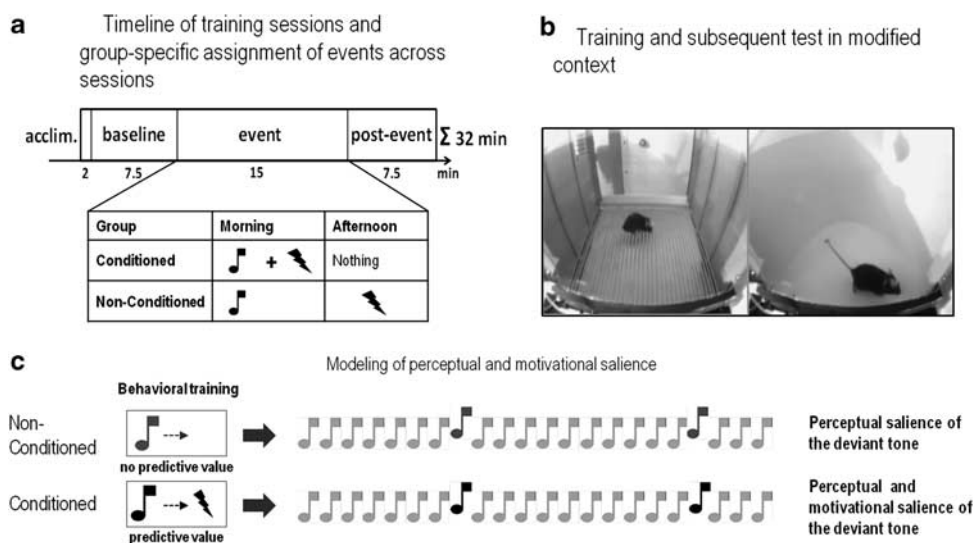 a
Timeline of training sessions and
group-specific assignment of events across
sessions
acclim.
baseline
event
post-event
Σ 32 min
2
7.5
15
7.5
min
Group Morning Afternoon
Conditioned + Nothing
Non-Conditioned
b
Training and subsequent test in modified
context
c
Modeling of perceptual and motivational salience
Behavioral training
Non-
Conditioned
no predictive value
Perceptual salience of
the deviant tone
Conditioned
predictive value
Perceptual and
motivational salience of
the deviant tone